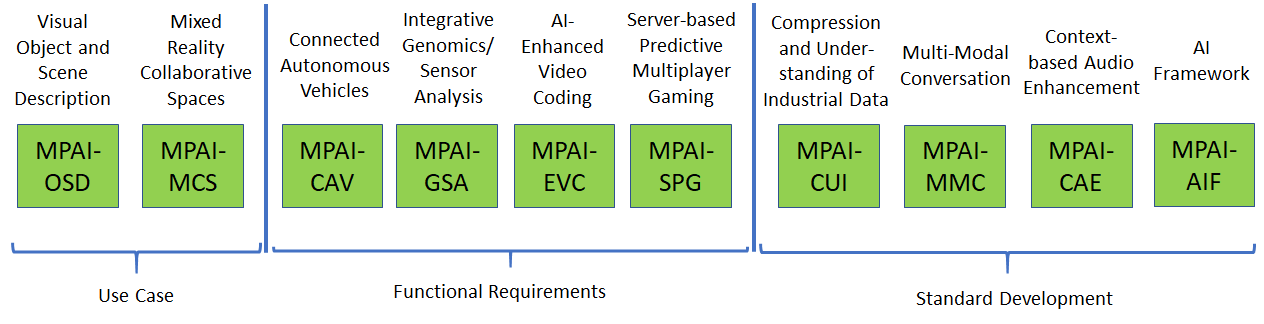 Visual
Object and
Scene
Description
Mixed
Reality
Collaborative
Spaces
Connected
Autonomous
Vehicles
Integrative
Genomics/
Sensor
Analysis
AI-
Enhanced
Video
Coding
Server-based
Predictive
Multiplayer
Gaming
Compression
and Under-
standing of
Industrial Data
Multi-Modal
Conversation
Context-
based Audio
Enhancement
AI
Framework
MPAI-
OSD
MPAI-
MCS
MPAI-
CAV
MPAI-
GSA
MPAI-
EVC
MPAI-
SPG
MPAI-
CUI
MPAI-
MMC
MPAI-
CAE
MPAI-
AIF
Use Case
Functional Requirements
Standard Development